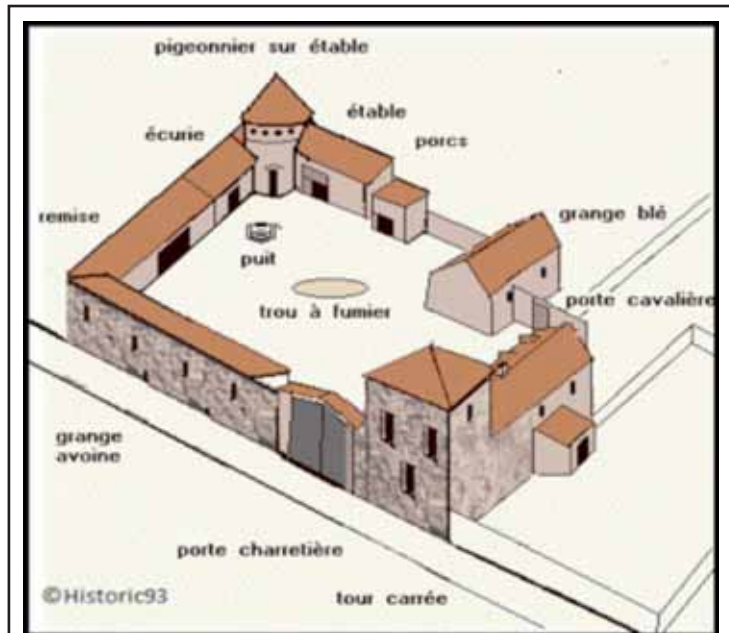 pigeonnier sur étable
étable
écurie
porcs
remise
grange blé
puit
porte cavalière
trou à fumier
grange
avoine
porte charretière
©Historic93
tour carrée